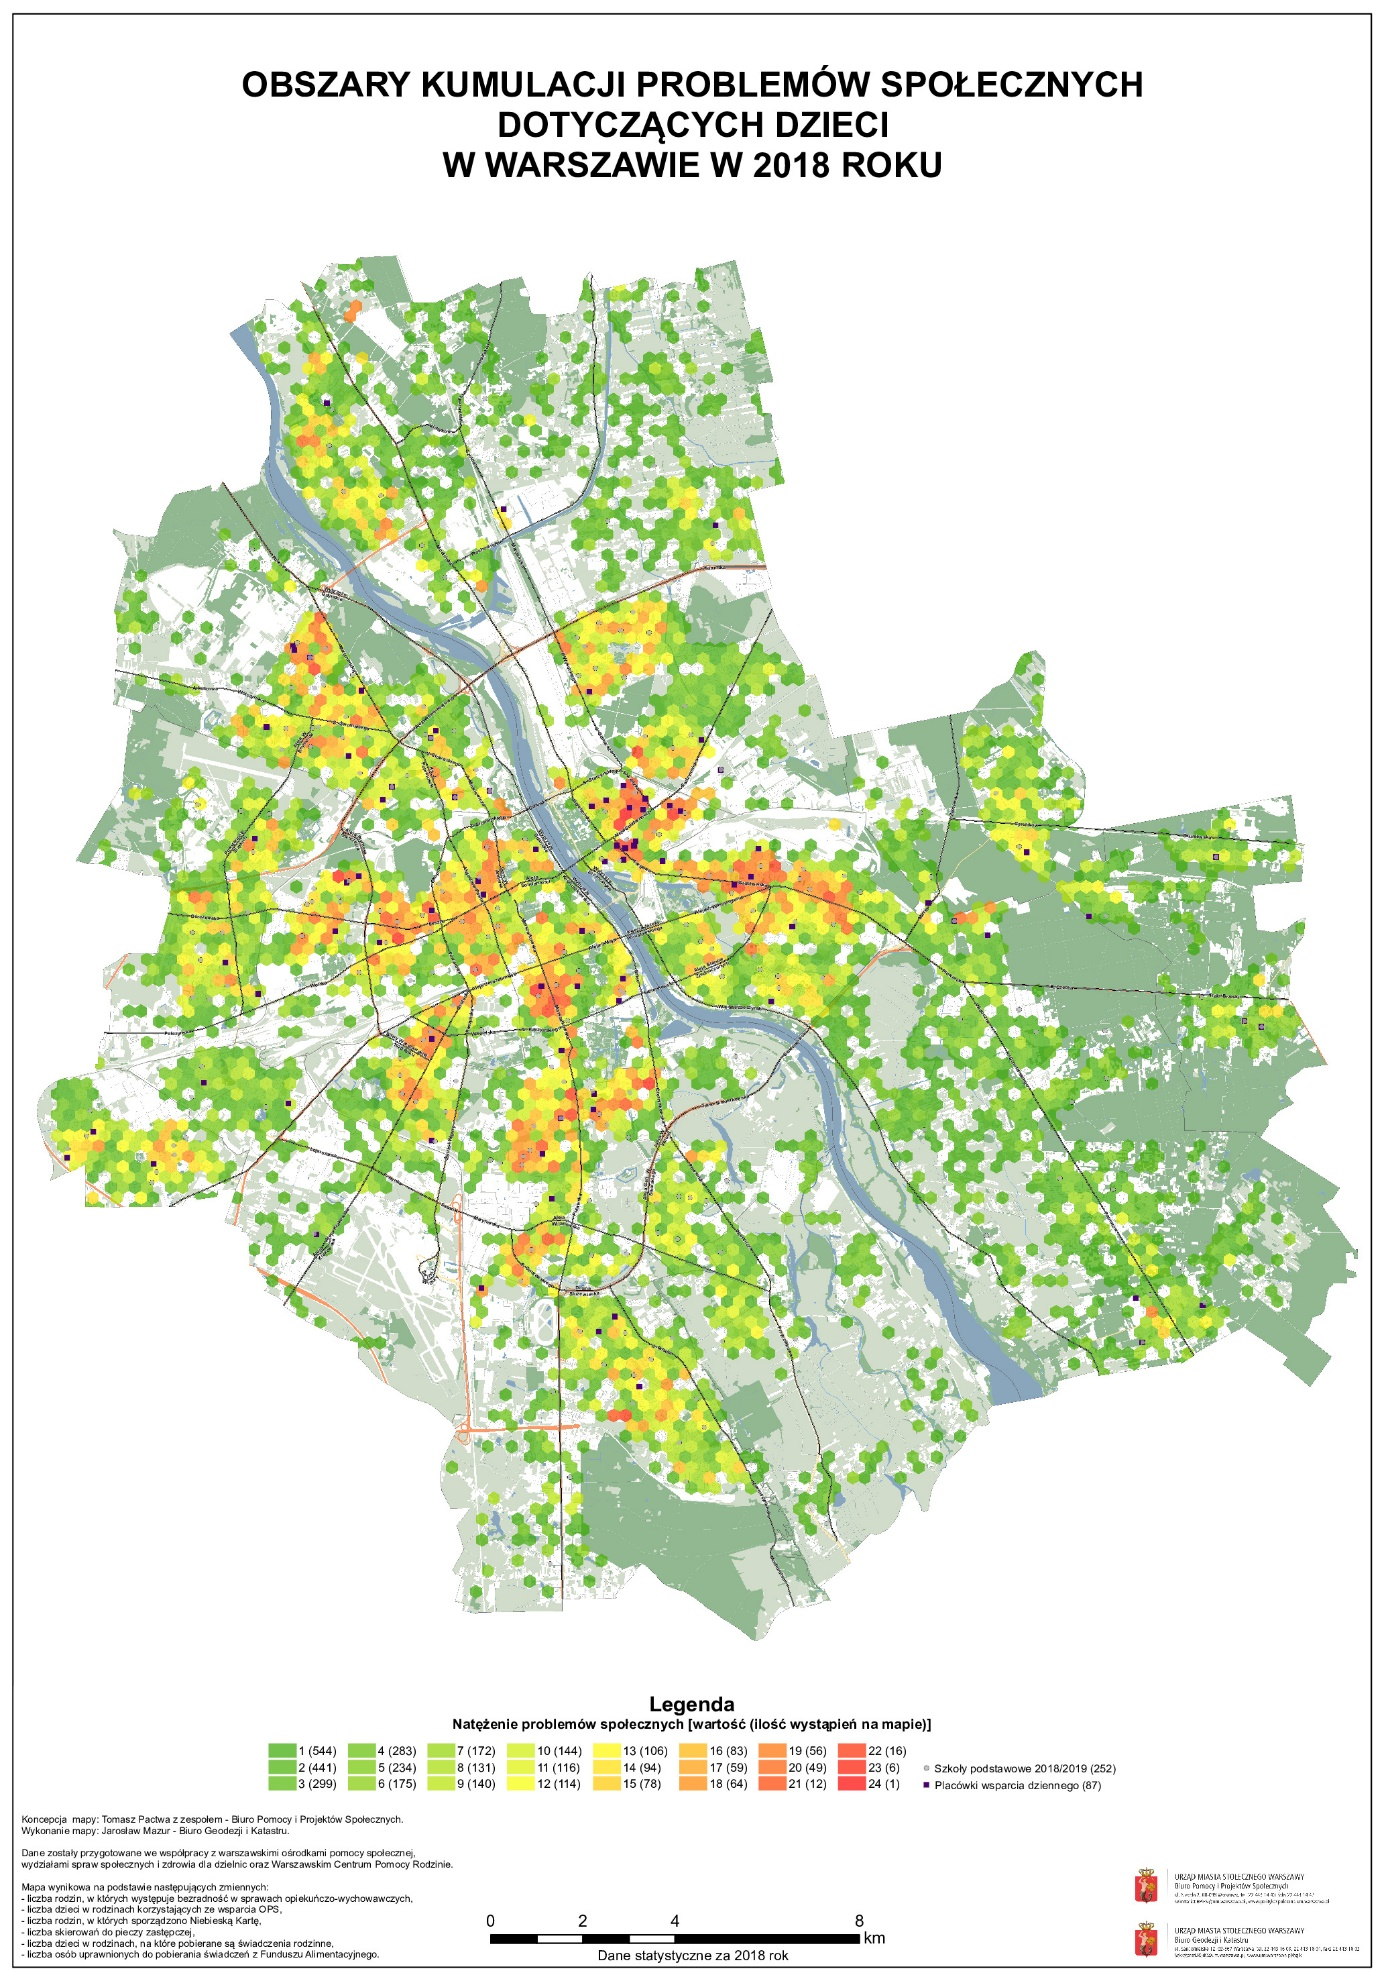 OBSZARY KUMULACJI PROBLEMÓW SPOŁECZNYCH
DOTYCZĄCYCH DZIECI
W WARSZAWIE W 2018 ROKU
Legenda
Natężenie problemów społecznych [wartość (ilość wystąpień na mapie)]
1 (544) 4 (283) 7 (172) 10 (144) 13 (106) 16 (83) 19 (56) 22 (16)
2 (441) 5 (234) 8 (131) 11 (116) 14 (94) 17 (59) 20 (49) 23 (6)
3 (299) 6 (175) 9 (140) 12 (114) 15 (78) 18 (64) 21 (12) 24 (1)
Szkoły podstawowe 2018/2019 (252)
Placówki wsparcia dziennego (87)
Koncepcja mapy: Tomasz Pactwa z zespołem - Biuro Pomocy i Projektów Społecznych.
Wykonanie mapy: Jarosław Mazur - Biuro Geodezji i Katastru.
Dane zostały przygotowane we współpracy z warszawskimi ośrodkami pomocy społecznej,
wydziałami spraw społecznych i zdrowia dla dzielnic oraz Warszawskim Centrum Pomocy Rodzinie.
Mapa wynikowa na podstawie następujących zmiennych:
- liczba rodzin, w których występuje bezradność w sprawach opiekuńczo-wychowawczych,
- liczba dzieci w rodzinach korzystających ze wsparcia OPS,
- liczba rodzin, w których sporządzono Niebieską Kartę,
- liczba skierowań do pieczy zastępczej,
- liczba dzieci w rodzinach, na które pobierane są świadczenia rodzinne,
- liczba osób uprawnionych do pobierania świadczeń z Funduszu Alimentacyjnego.
0 2 4 8
km
Dane statystyczne za 2018 rok
URZĄD MIASTA STOŁECZNEGO WARSZAWY
Biuro Pomocy i Projektów Społecznych
URZĄD MIASTA STOŁECZNEGO WARSZAWY
Biuro Geodezji i Katastru